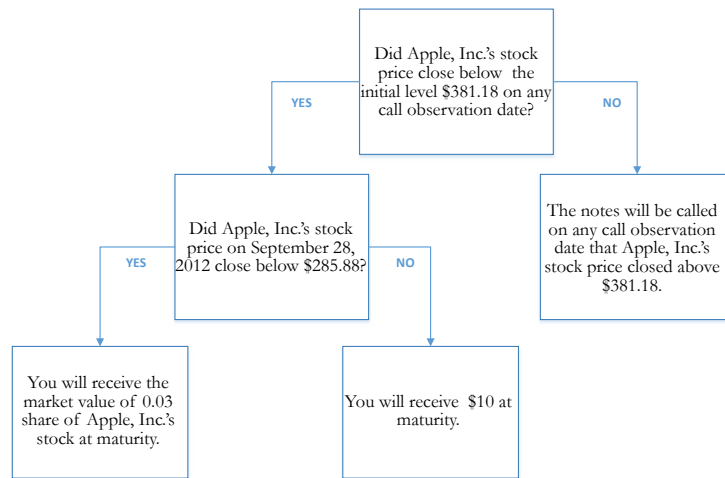 Did Apple, Inc.'s stock
price close below the
initial level $381.18 on any
call observation date?
YES
NO
Did Apple, Inc.'s stock
price on September 28,
2012 close below $285.88?
The notes will be called
on any call observation
date that Apple, Inc.'s
stock price closed above
$381.18.
YES
NO
You will receive the
market value of 0.03
share of Apple, Inc.'s
stock at maturity.
You will receive $10 at
maturity.